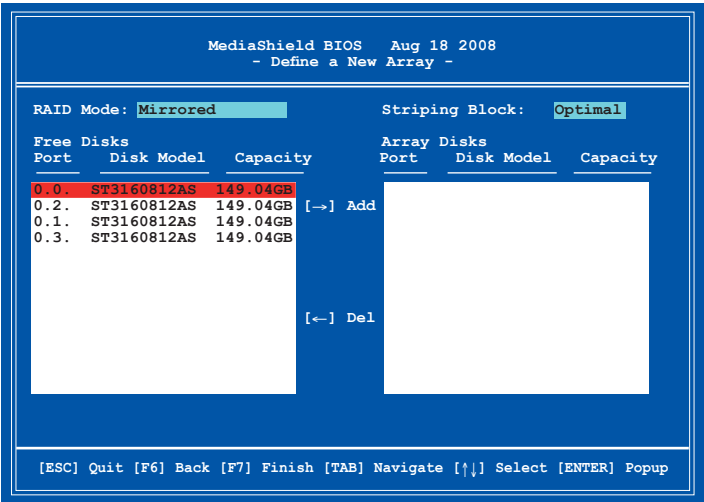 MediaShield BIOS Aug 18 2008
- Define a New Array -
RAID Mode: Mirrored Striping Block: Optimal
Free Disks Array Disks
Port Disk Model Capacity Port Disk Model Capacity
0.0. ST3160812AS 149.04GB
0.2. ST3160812AS 149.04GB [→] Add
0.1. ST3160812AS 149.04GB
0.3. ST3160812AS 149.04GB
[←] Del
[ESC] Quit [F6] Back [F7] Finish [TAB] Navigate [↑↓] Select [ENTER] Popup